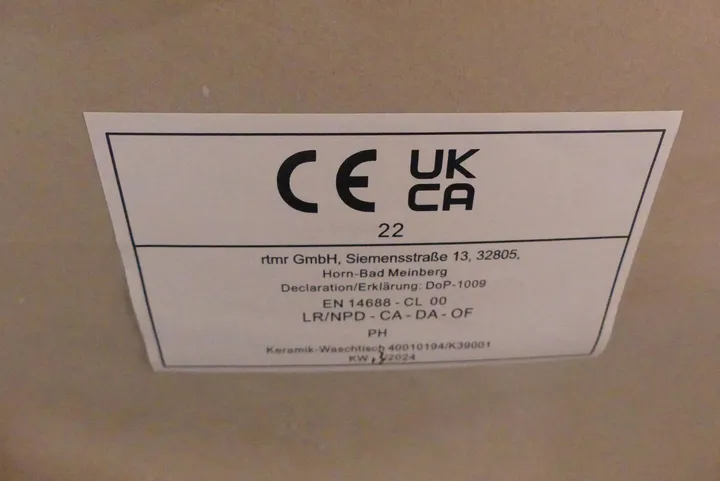 CE UK
CA
22
rtmr GmbH, Siemensstraße 13, 32805,
Horn-Bad Meinberg
Declaration/Erklärung: DoP-1009
EN 14688 - CL 00
LR/NPD - CA - DA - OF
PH
Keramik-Waschtisch 40010194/K39001
KW /2024